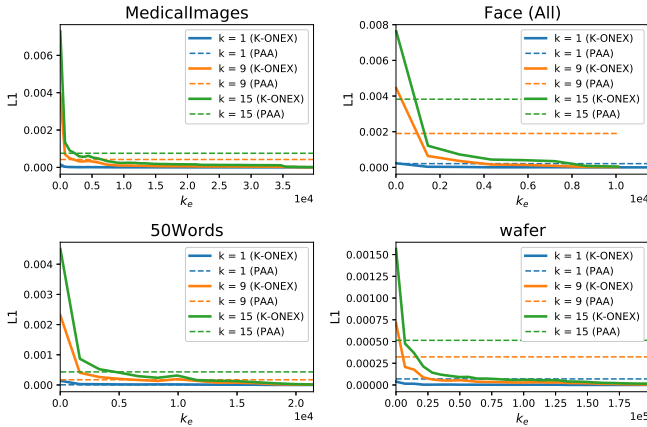 MedicalImages
0.006
0.004
0.002
0.000
L1
k = 1 (K-ONEX)
k = 1 (PAA)
k = 9 (K-ONEX)
k = 9 (PAA)
k = 15 (K-ONEX)
k = 15 (PAA)
0.0 0.5 1.0 1.5 2.0 2.5 3.0 3.5
kₑ
1e4
Face (All)
0.008
0.006
0.004
0.002
0.000
L1
k = 1 (K-ONEX)
k = 1 (PAA)
k = 9 (K-ONEX)
k = 9 (PAA)
k = 15 (K-ONEX)
k = 15 (PAA)
0.0 0.2 0.4 0.6 0.8 1.0
kₑ
1e4
50Words
0.004
0.003
0.002
0.001
0.000
L1
k = 1 (K-ONEX)
k = 1 (PAA)
k = 9 (K-ONEX)
k = 9 (PAA)
k = 15 (K-ONEX)
k = 15 (PAA)
0.0 0.5 1.0 1.5 2.0
kₑ
1e4
wafer
0.00150
0.00125
0.00100
0.00075
0.00050
0.00025
0.00000
L1
k = 1 (K-ONEX)
k = 1 (PAA)
k = 9 (K-ONEX)
k = 9 (PAA)
k = 15 (K-ONEX)
k = 15 (PAA)
0.00 0.25 0.50 0.75 1.00 1.25 1.50 1.75
kₑ
1e5